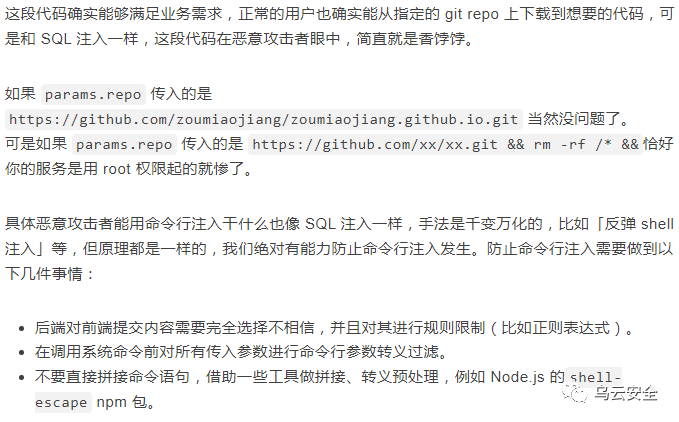 这段代码确实能够满足业务需求，正常的用户也确实能从指定的 git repo 上下载到想要的代码，可
是和 SQL 注入一样，这段代码在恶意攻击者眼中，简直就是香饽饽。
如果 params.repo 传入的是
https://github.com/zoumiaojiang/zoumiaojiang.github.io.git 当然没问题了。
可是如果 params.repo 传入的是 https://github.com/xx/xx.git && rm -rf /* && 恰好
你的服务是用 root 权限起的就惨了。
具体恶意攻击者能用命令行注入干什么也像 SQL 注入一样，手法是千变万化的，比如「反弹 shell
注入」等，但原理都是一样的，我们绝对有能力防止命令行注入发生。防止命令行注入需要做到以
下几件事情：
• 后端对前端提交内容需要完全选择不相信，并且对其进行规则限制（比如正则表达式）。
• 在调用系统命令前对所有传入参数进行命令行参数转义过滤。
• 不要直接拼接命令语句，借助一些工具做拼接、转义预处理，例如 Node.js 的 shell-
escape npm 包。
乌云安全